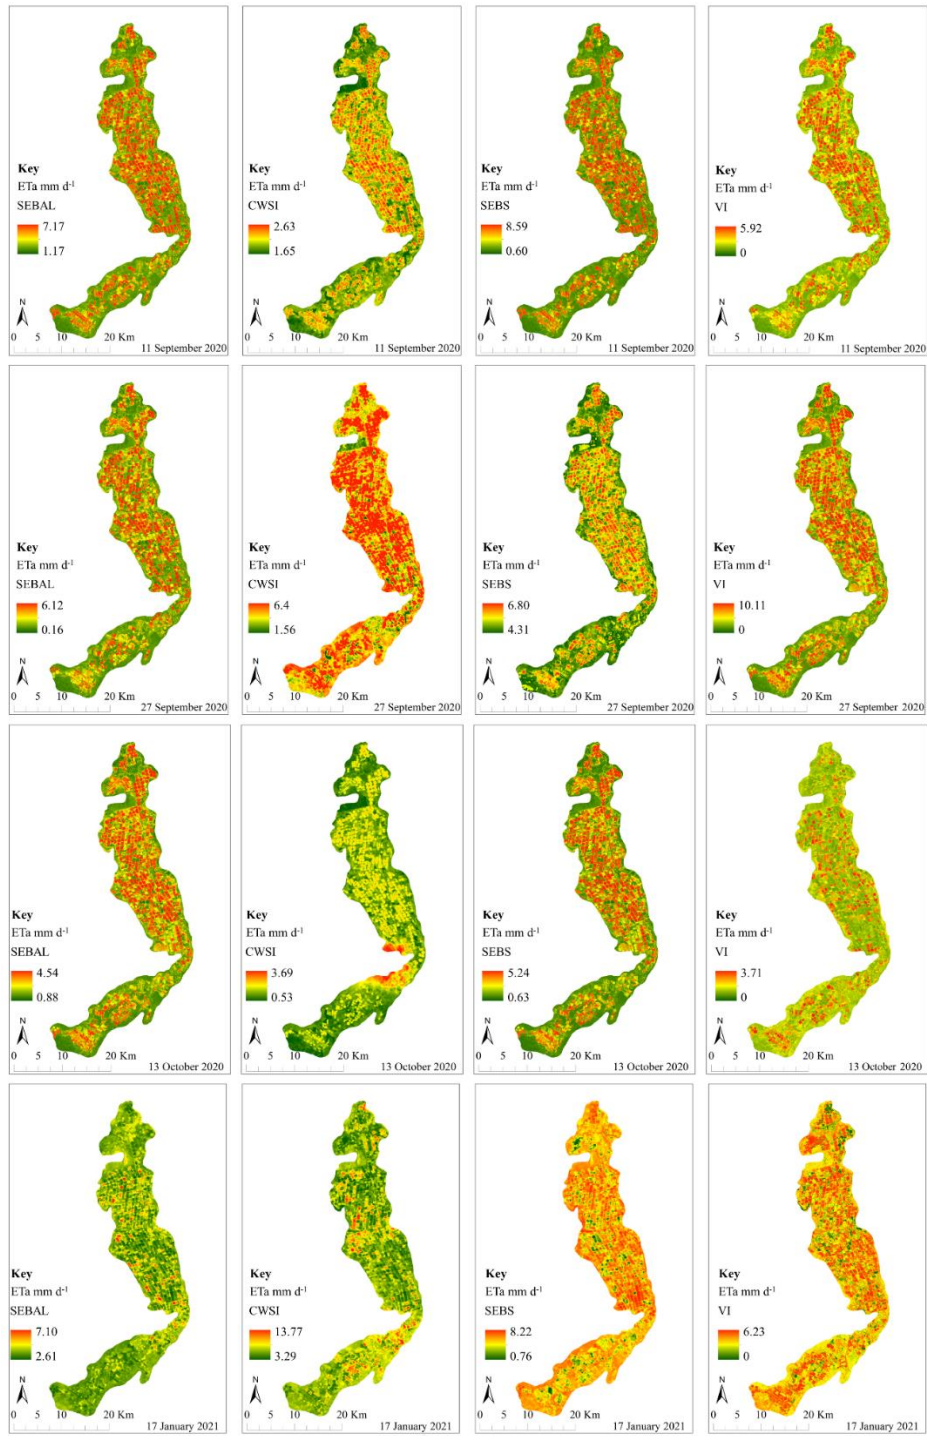 Key
ETa mm d-1
SEBAL
7.17
1.17
N
0 5 10 20 Km
11 September 2020
Key
ETa mm d-1
CWSI
2.63
1.65
N
0 5 10 20 Km
11 September 2020
Key
ETa mm d-1
SEBS
8.59
0.60
N
0 5 10 20 Km
11 September 2020
Key
ETa mm d-1
VI
5.92
0
N
0 5 10 20 Km
11 September 2020
Key
ETa mm d-1
SEBAL
6.12
0.16
N
0 5 10 20 Km
27 September 2020
Key
ETa mm d-1
CWSI
6.4
1.56
N
0 5 10 20 Km
27 September 2020
Key
ETa mm d-1
SEBS
6.80
4.31
N
0 5 10 20 Km
27 September 2020
Key
ETa mm d-1
VI
10.11
0
N
0 5 10 20 Km
27 September 2020
Key
ETa mm d-1
SEBAL
4.54
0.88
N
0 5 10 20 Km
13 October 2020
Key
ETa mm d-1
CWSI
3.69
0.53
N
0 5 10 20 Km
13 October 2020
Key
ETa mm d-1
SEBS
5.24
0.63
N
0 5 10 20 Km
13 October 2020
Key
ETa mm d-1
VI
3.71
0
N
0 5 10 20 Km
13 October 2020
Key
ETa mm d-1
SEBAL
7.10
2.61
N
0 5 10 20 Km
17 January 2021
Key
ETa mm d-1
CWSI
13.77
3.29
N
0 5 10 20 Km
17 January 2021
Key
ETa mm d-1
SEBS
8.22
0.76
N
0 5 10 20 Km
17 January 2021
Key
ETa mm d-1
VI
6.23
0
N
0 5 10 20 Km
17 January 2021